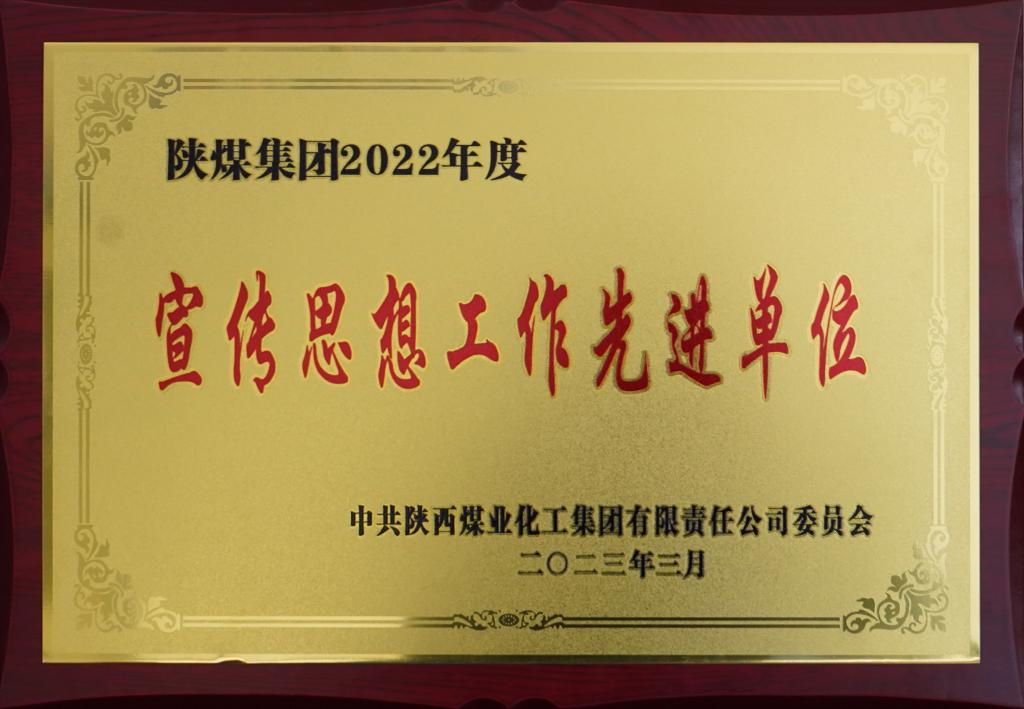 陕煤集团2022年度
宣传思想工作先进单位
中共陕西煤业化工集团有限责任公司委员会
二〇二三年三月